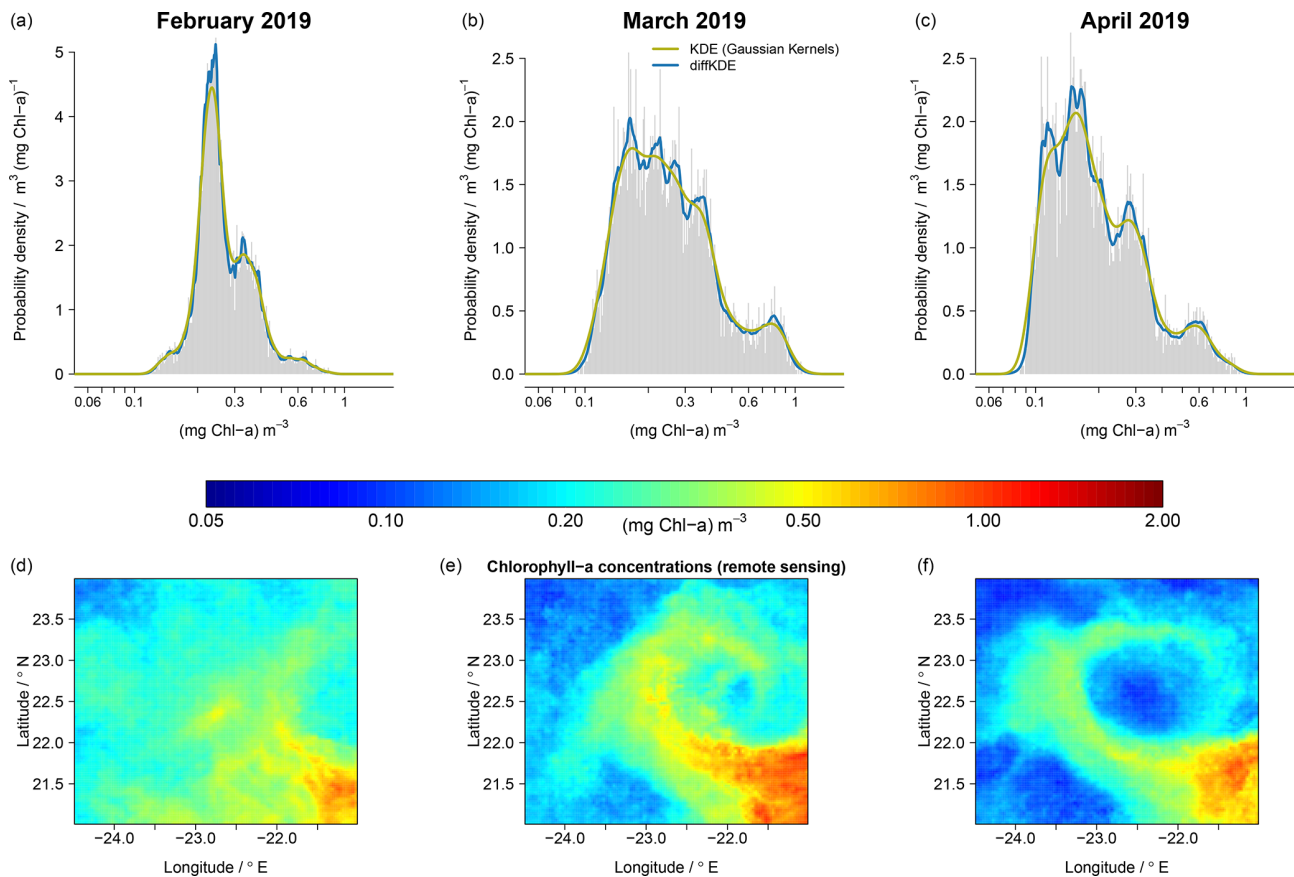 (a) February 2019 (b) March 2019 (c) April 2019
KDE (Gaussian Kernels)
diffKDE
Probability density / m³ (mg Chl−a)⁻¹
5
4
3
2
1
0
0.06 0.1 0.3 0.6 1
(mg Chl−a) m⁻³
Probability density / m³ (mg Chl−a)⁻¹
2.5
2.0
1.5
1.0
0.5
0.0
0.06 0.1 0.3 0.6 1
(mg Chl−a) m⁻³
Probability density / m³ (mg Chl−a)⁻¹
2.5
2.0
1.5
1.0
0.5
0.0
0.06 0.1 0.3 0.6 1
(mg Chl−a) m⁻³
0.05 0.10 0.20 (mg Chl−a) m⁻³ 0.50 1.00 2.00
(d) (e) Chlorophyll−a concentrations (remote sensing) (f)
Latitude / ° N
23.5
23.0
22.5
22.0
21.5
−24.0 −23.0 −22.0
Longitude / ° E
Latitude / ° N
23.5
23.0
22.5
22.0
21.5
−24.0 −23.0 −22.0
Longitude / ° E
Latitude / ° N
23.5
23.0
22.5
22.0
21.5
−24.0 −23.0 −22.0
Longitude / ° E